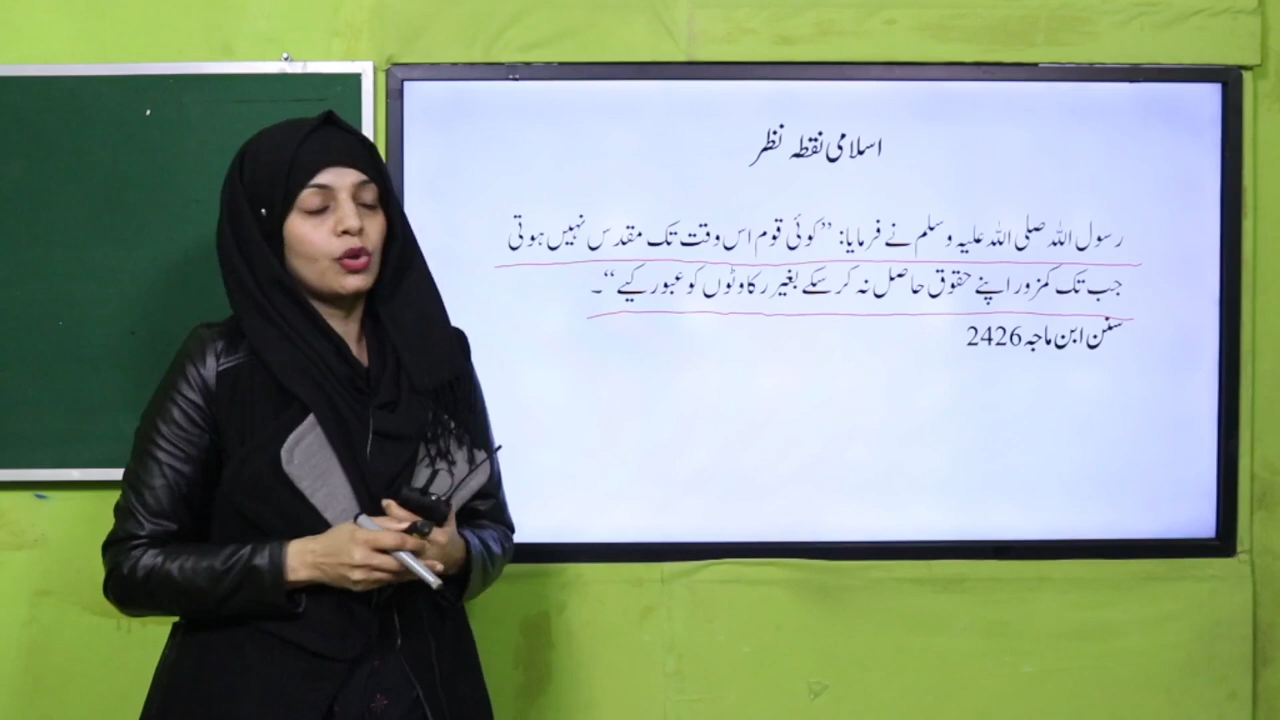 اسلامی نقطہ نظر
رسول اللہ صلی اللہ علیہ وسلم نے فرمایا: ”کوئی قوم اس وقت تک مقدس نہیں ہوتی
جب تک کمزور اپنے حقوق حاصل نہ کر سکے بغیر رکاوٹوں کو عبور کیے“۔
سنن ابن ماجہ 2426